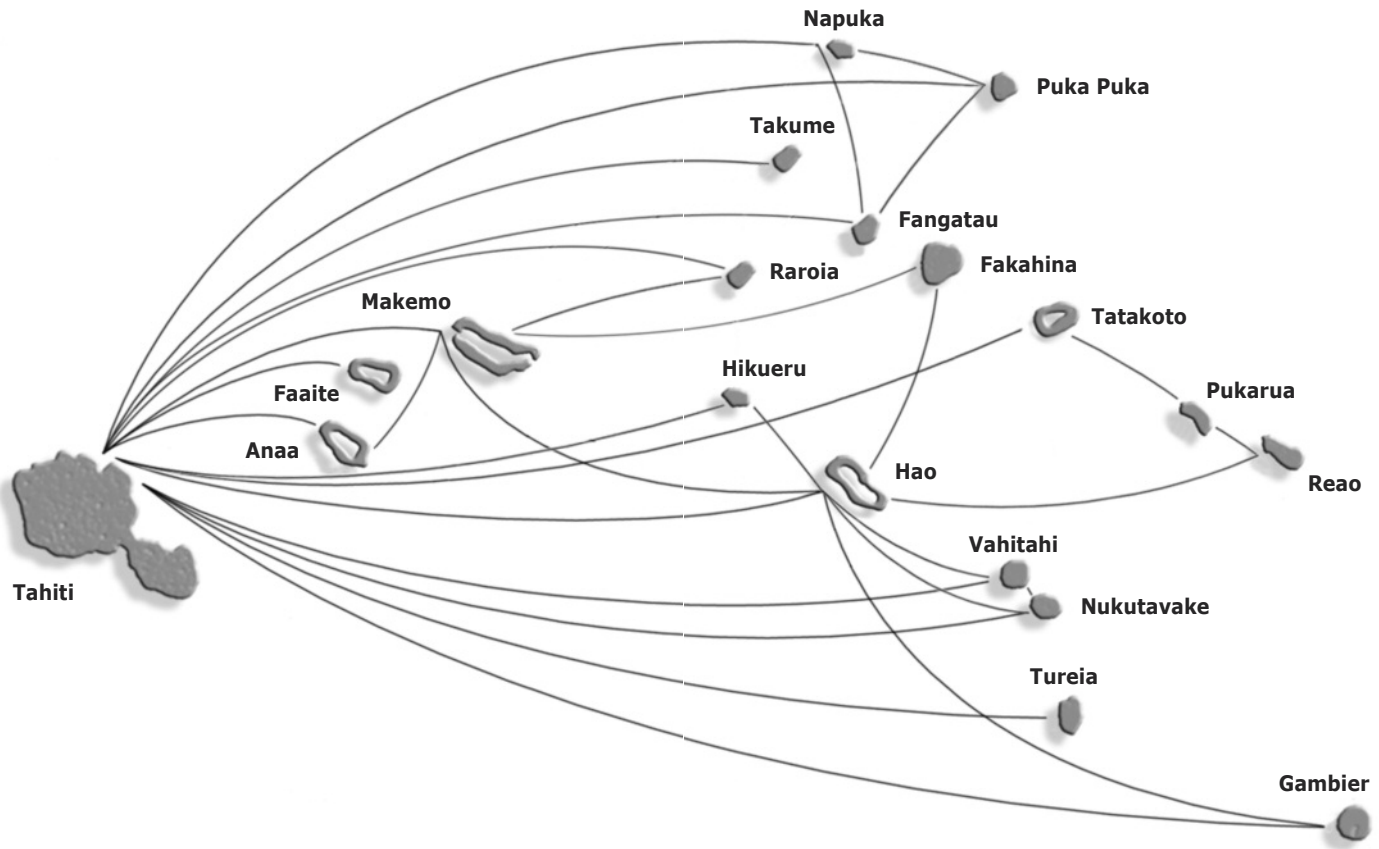 Napuka
Puka Puka
Takume
Fangatau
Fakahina
Raroia
Makemo
Tatakoto
Hikueru
Faaite
Pukarua
Anaa
Hao
Reao
Vahitahi
Tahiti
Nukutavake
Tureia
Gambier